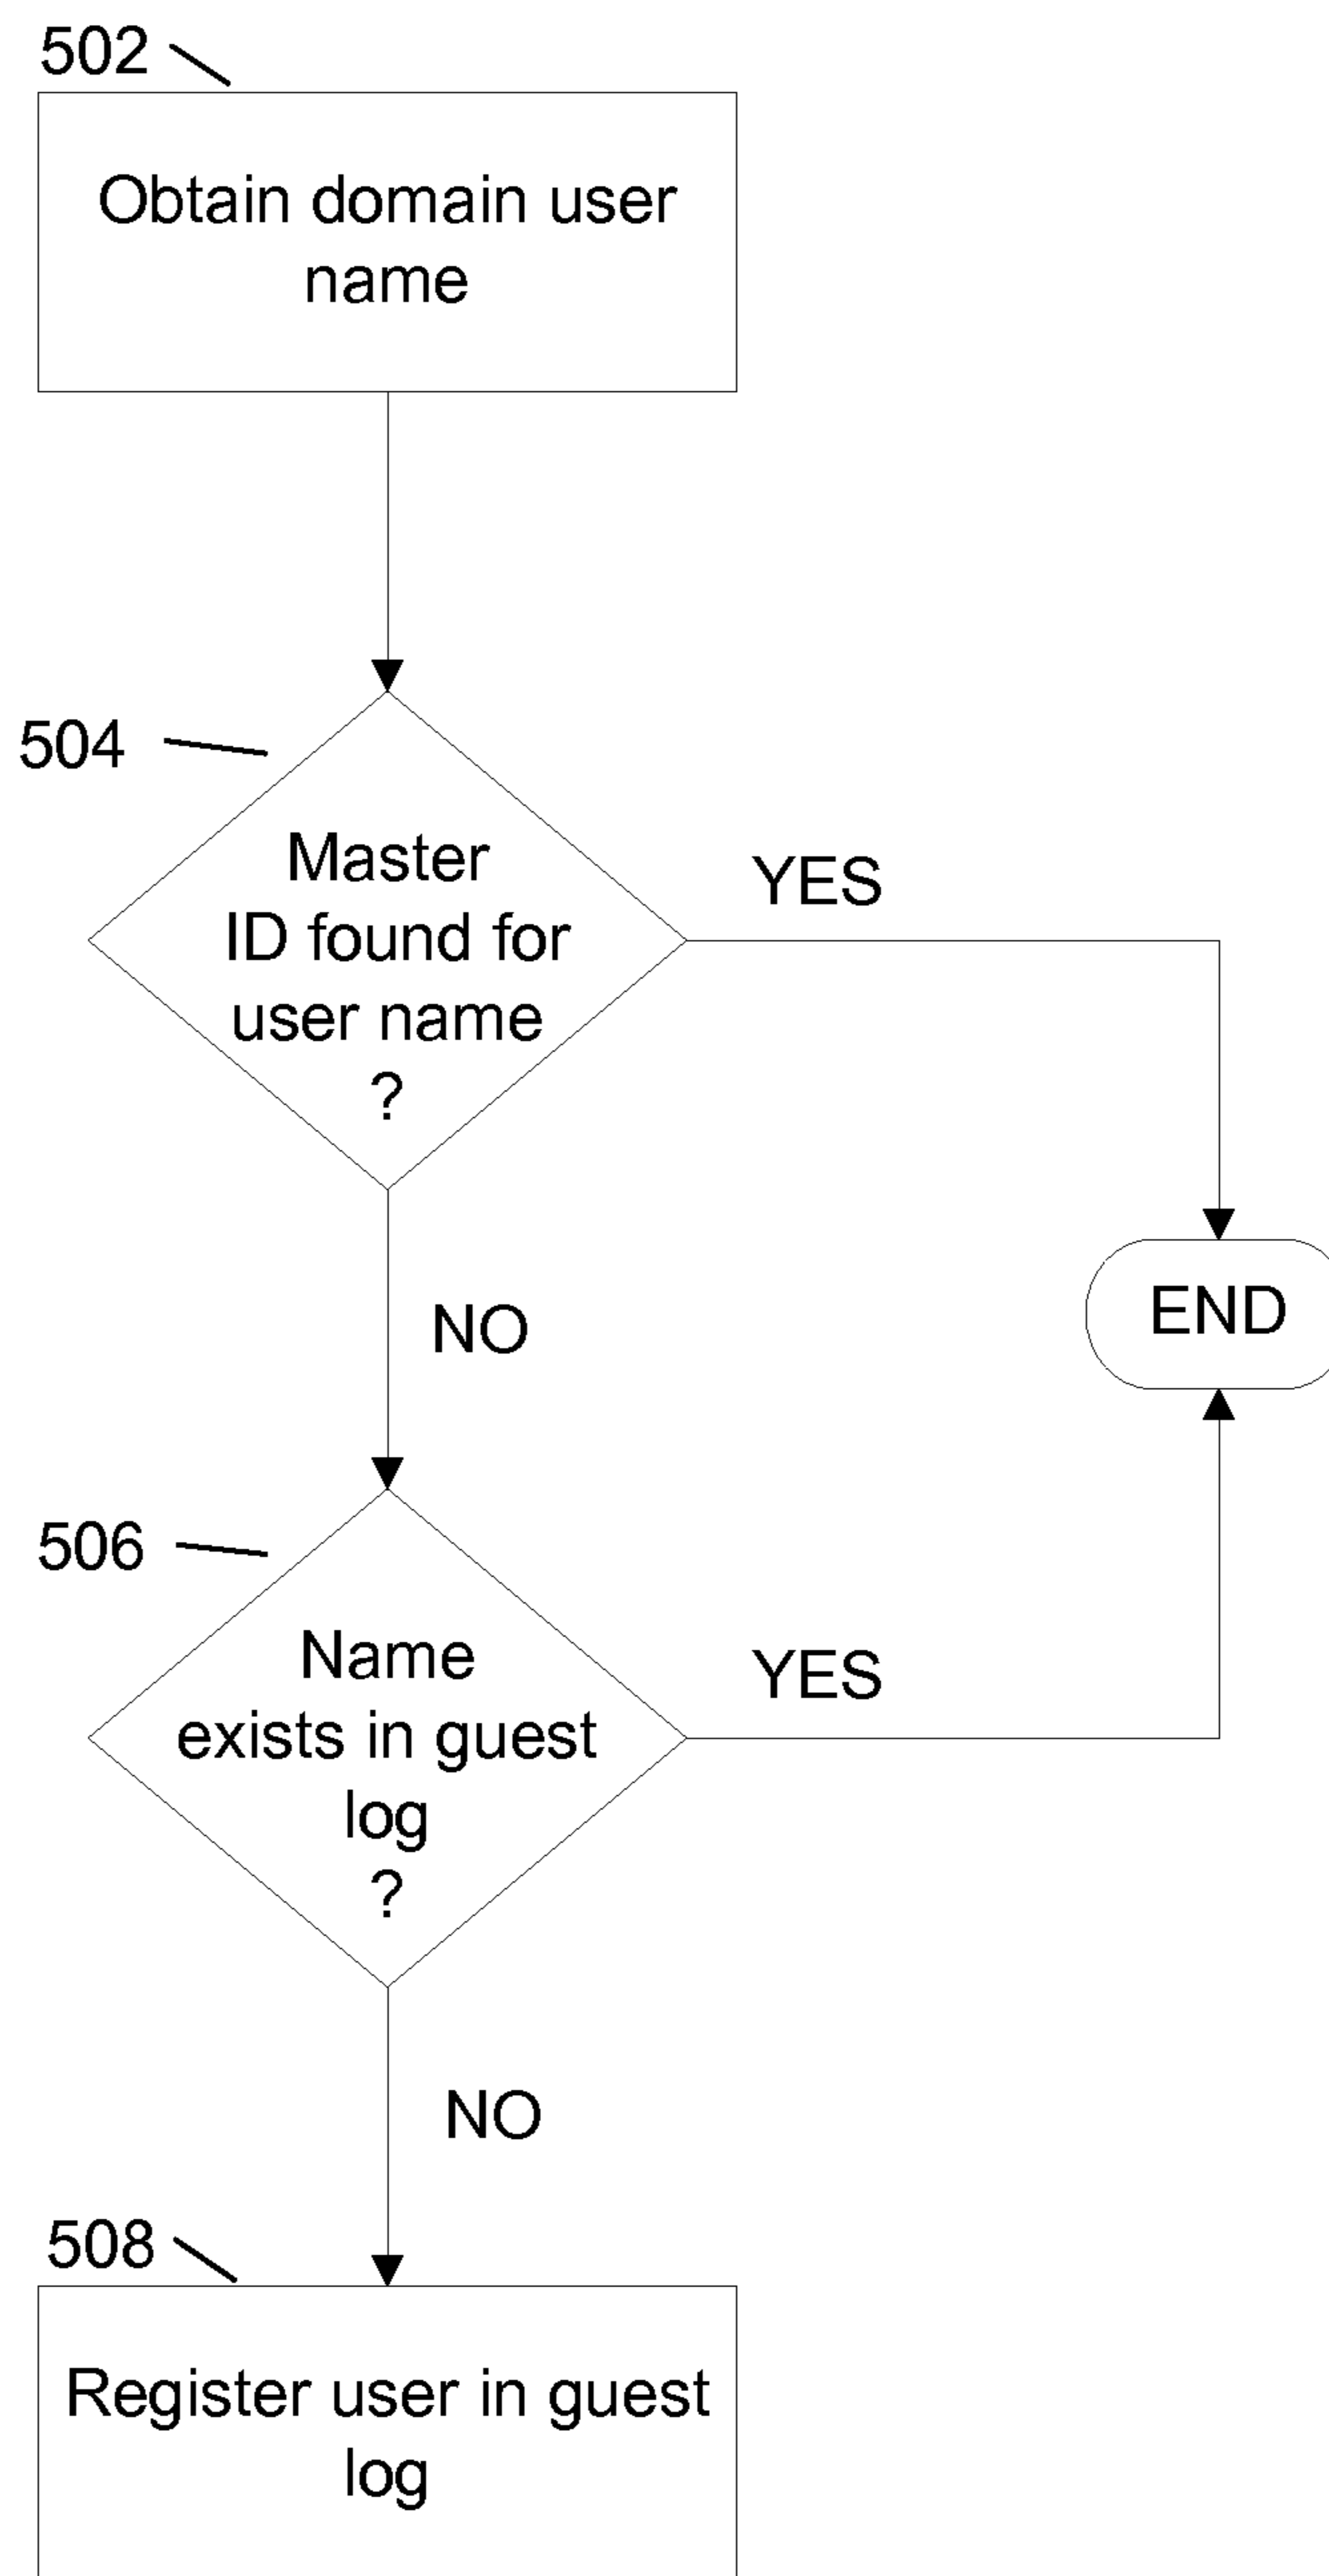 502
Obtain domain user
name
504
Master
ID found for
user name
?
YES
NO
END
506
Name
exists in guest
log
?
YES
NO
508
Register user in guest
log